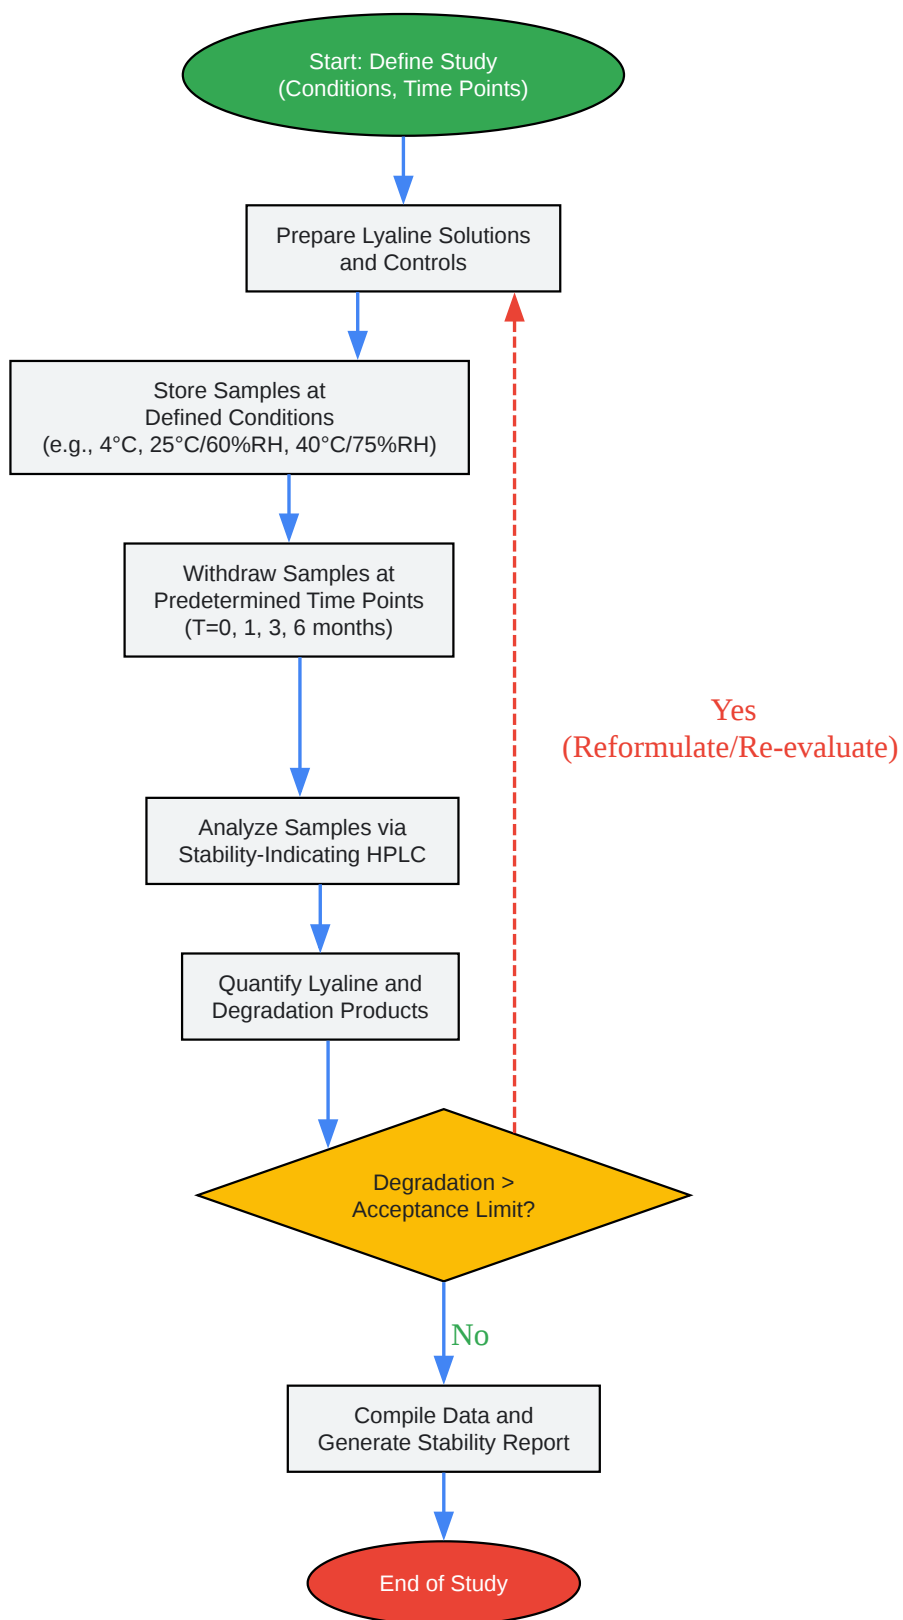 Start: Define Study
(Conditions, Time Points)
Prepare Lyaline Solutions
and Controls
Store Samples at
Defined Conditions
(e.g., 4°C, 25°C/60%RH, 40°C/75%RH)
Withdraw Samples at
Predetermined Time Points
(T=0, 1, 3, 6 months)
Yes
(Reformulate/Re-evaluate)
Analyze Samples via
Stability-Indicating HPLC
Quantify Lyaline and
Degradation Products
Degradation >
Acceptance Limit?
No
Compile Data and
Generate Stability Report
End of Study